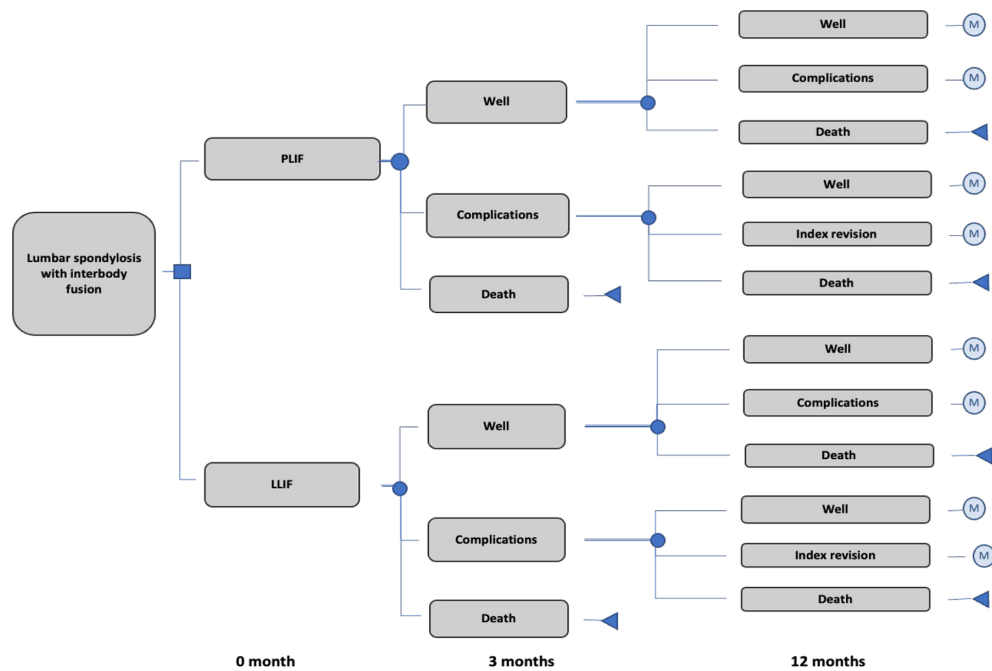 Well
M
Complications
M
Well
Death
PLIF
Well
M
Complications
Index revision
M
Lumbar spondylosis
with interbody
fusion
Death
Death
Well
M
Complications
M
Well
Death
LLIF
Well
M
Complications
Index revision
M
Death
Death
0 month
3 months
12 months